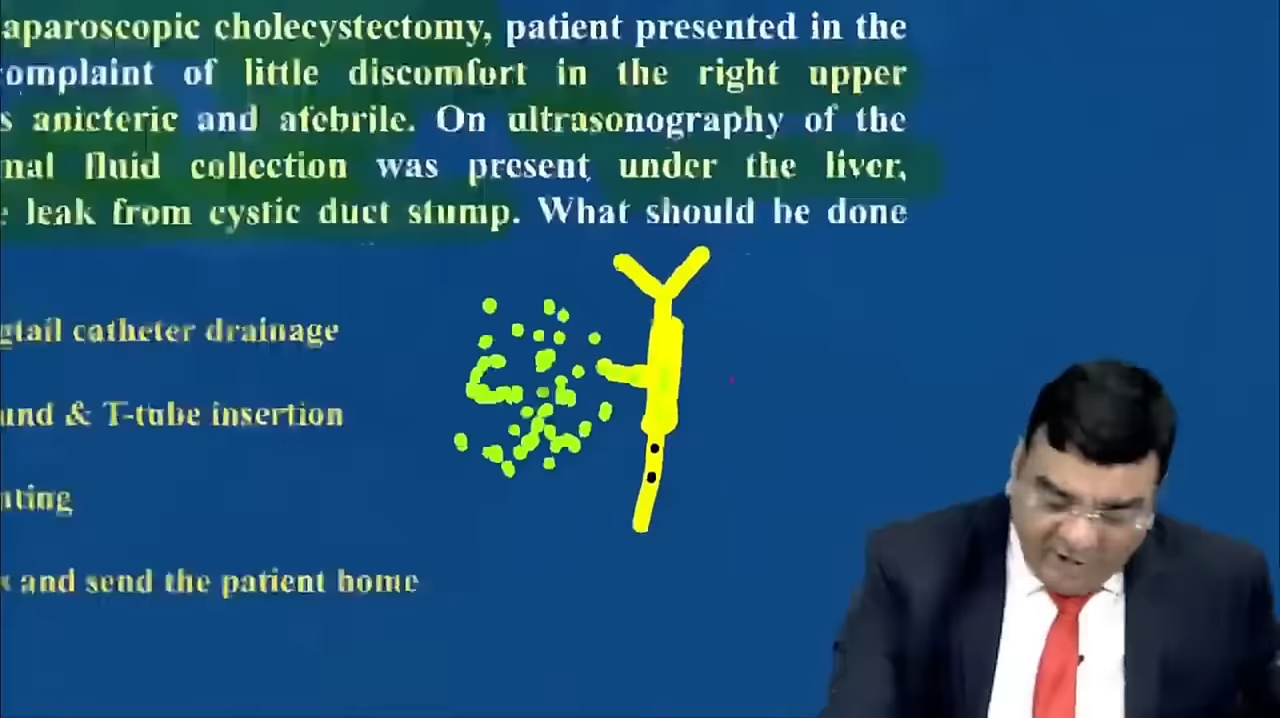 aparoscopic cholecystectomy, patient presented in the
omplaint of little discomfort in the right upper
s anicteric and afebrile. On ultrasonography of the
mal fluid collection was present under the liver,
e leak from cystic duct stump. What should be done
gtail catheter drainage
und & T-tube insertion
nting
and send the patient home